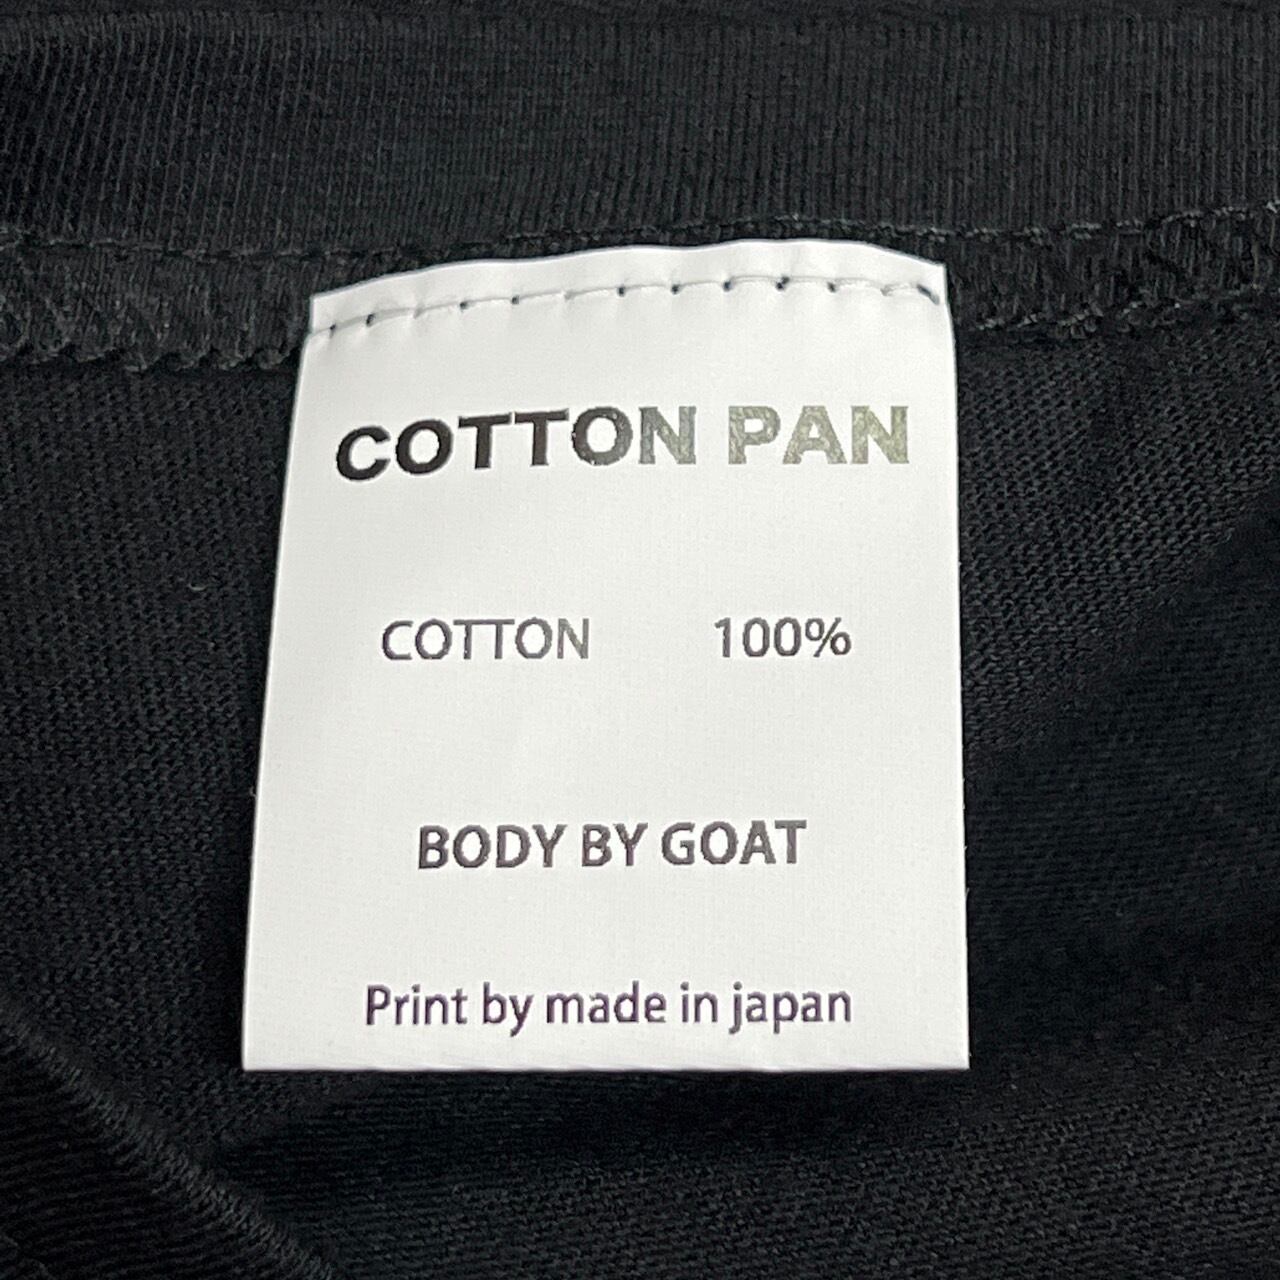 COTTON PAN
COTTON 100%
BODY BY GOAT
Print by made in japan